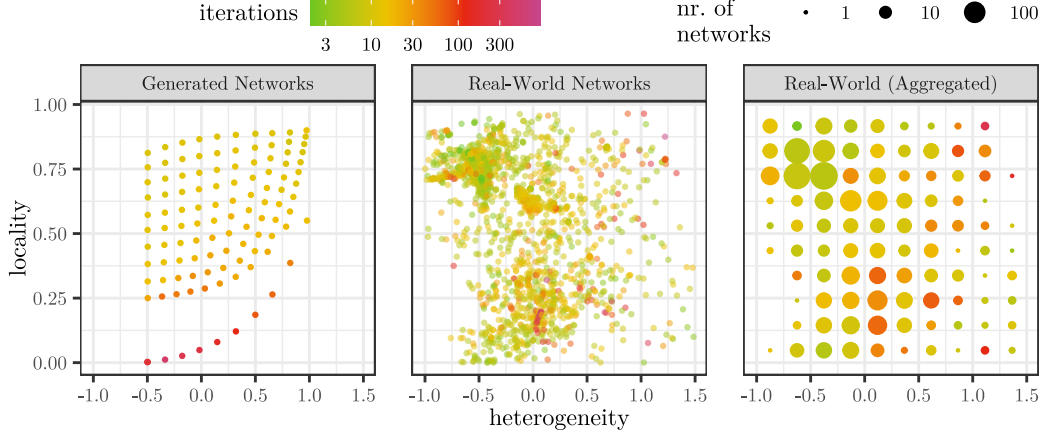 iterations
3 10 30 100 300
nr. of
networks
1 10 100
Generated Networks
Real-World Networks
Real-World (Aggregated)
locality
1.00
0.75
0.50
0.25
0.00
-1.0 -0.5 0.0 0.5 1.0 1.5
-1.0 -0.5 0.0 0.5 1.0 1.5
-1.0 -0.5 0.0 0.5 1.0 1.5
heterogeneity